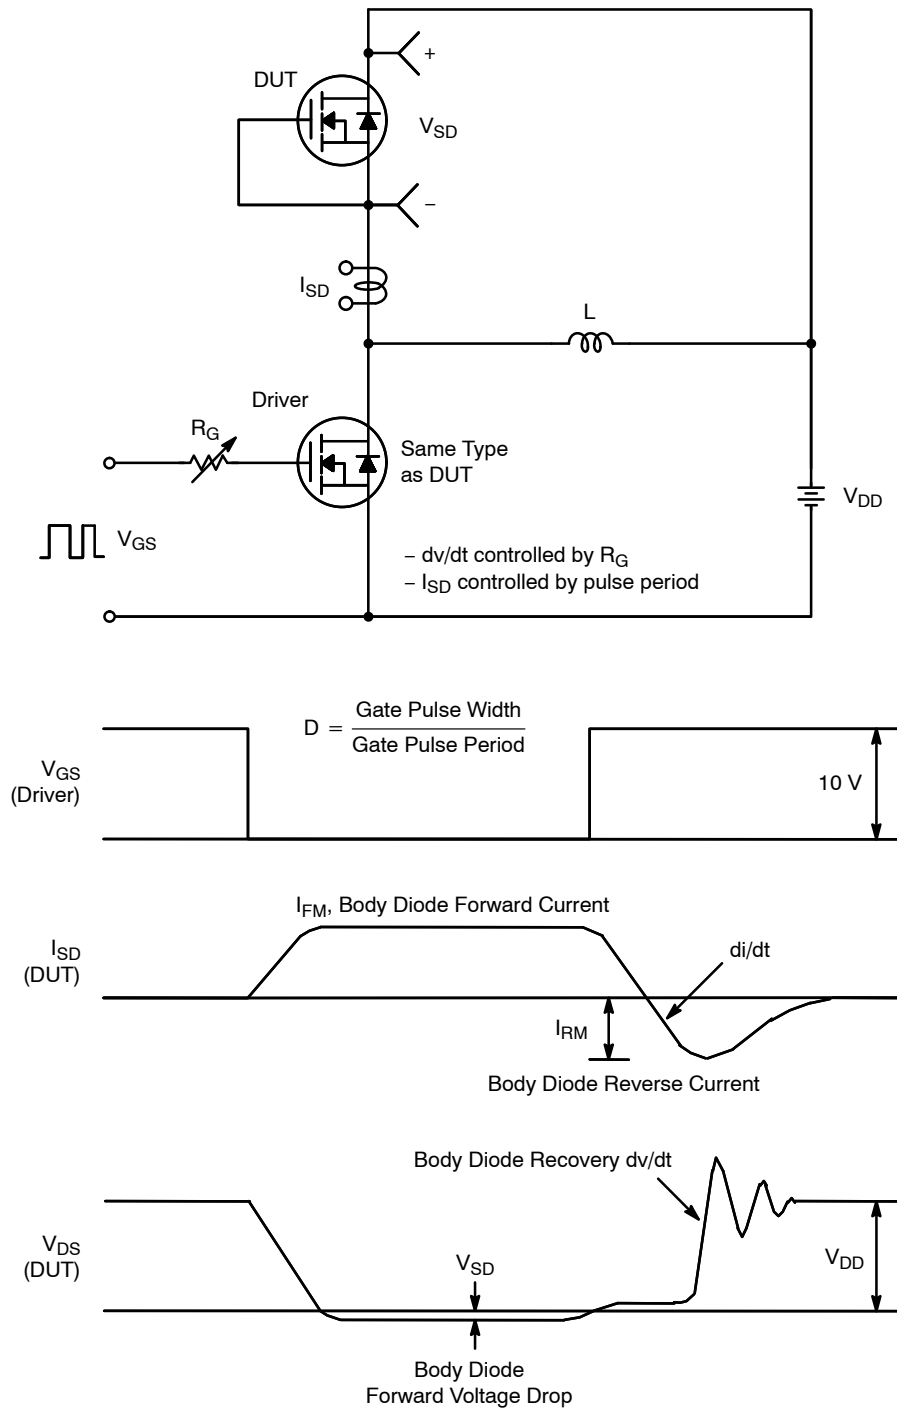 DUT
+
V_SD
−
I_SD
L
Driver
R_G
Same Type
as DUT
V_DD
V_GS
− dv/dt controlled by R_G
− I_SD controlled by pulse period
D = Gate Pulse Width
Gate Pulse Period
V_GS
(Driver)
10 V
I_FM, Body Diode Forward Current
I_SD
(DUT)
di/dt
I_RM
Body Diode Reverse Current
Body Diode Recovery dv/dt
V_DS
(DUT)
V_SD
V_DD
Body Diode
Forward Voltage Drop